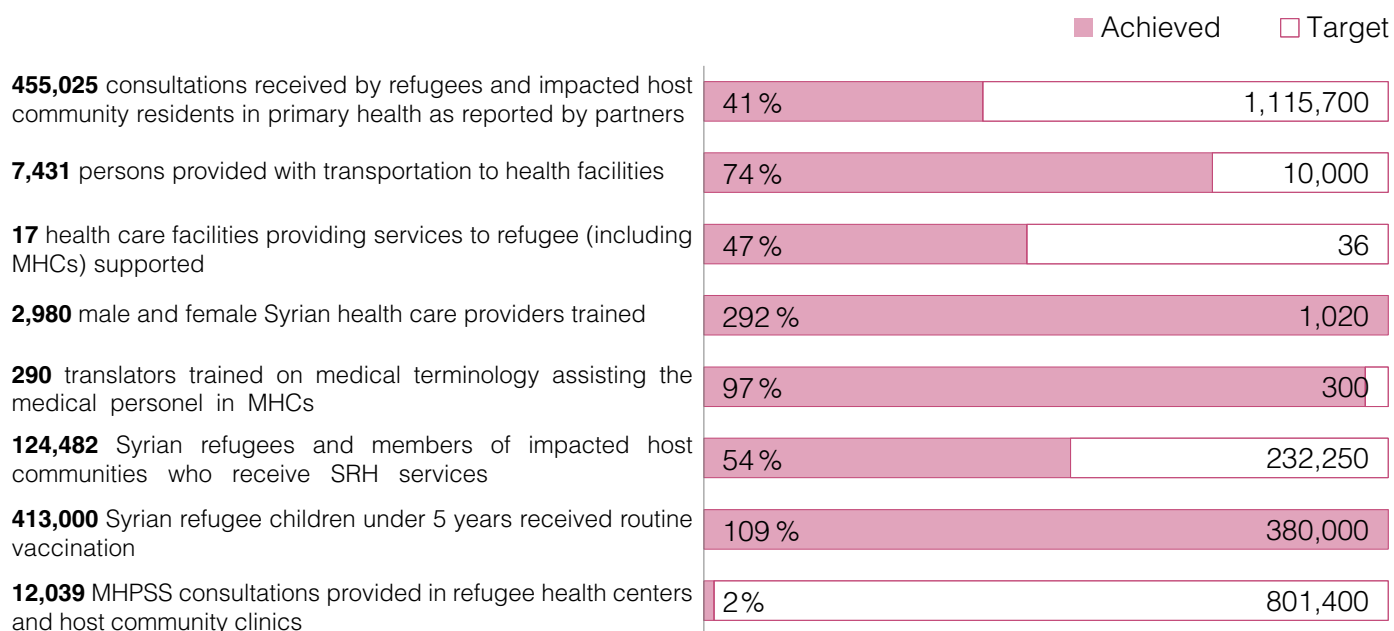 Achieved Target
455,025 consultations received by refugees and impacted host
community residents in primary health as reported by partners
41% 1,115,700
7,431 persons provided with transportation to health facilities
74% 10,000
17 health care facilities providing services to refugee (including
MHCs) supported
47% 36
2,980 male and female Syrian health care providers trained
292% 1,020
290 translators trained on medical terminology assisting the
medical personel in MHCs
97% 300
124,482 Syrian refugees and members of impacted host
communities who receive SRH services
54% 232,250
413,000 Syrian refugee children under 5 years received routine
vaccination
109% 380,000
12,039 MHPSS consultations provided in refugee health centers
and host community clinics
2% 801,400